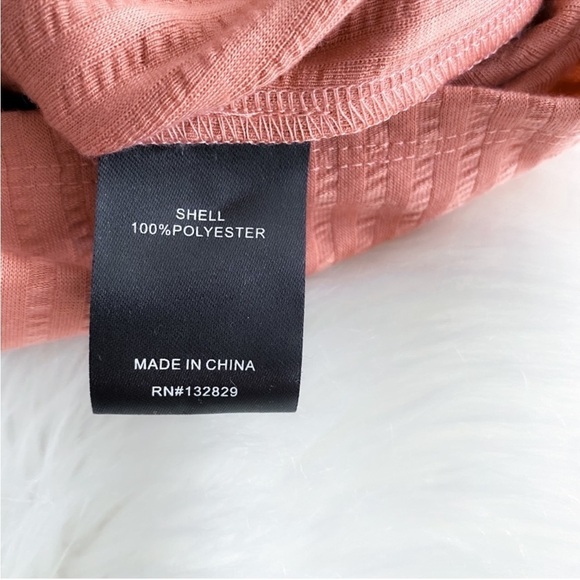 SHELL
100%POLYESTER
MADE IN CHINA
RN#132829